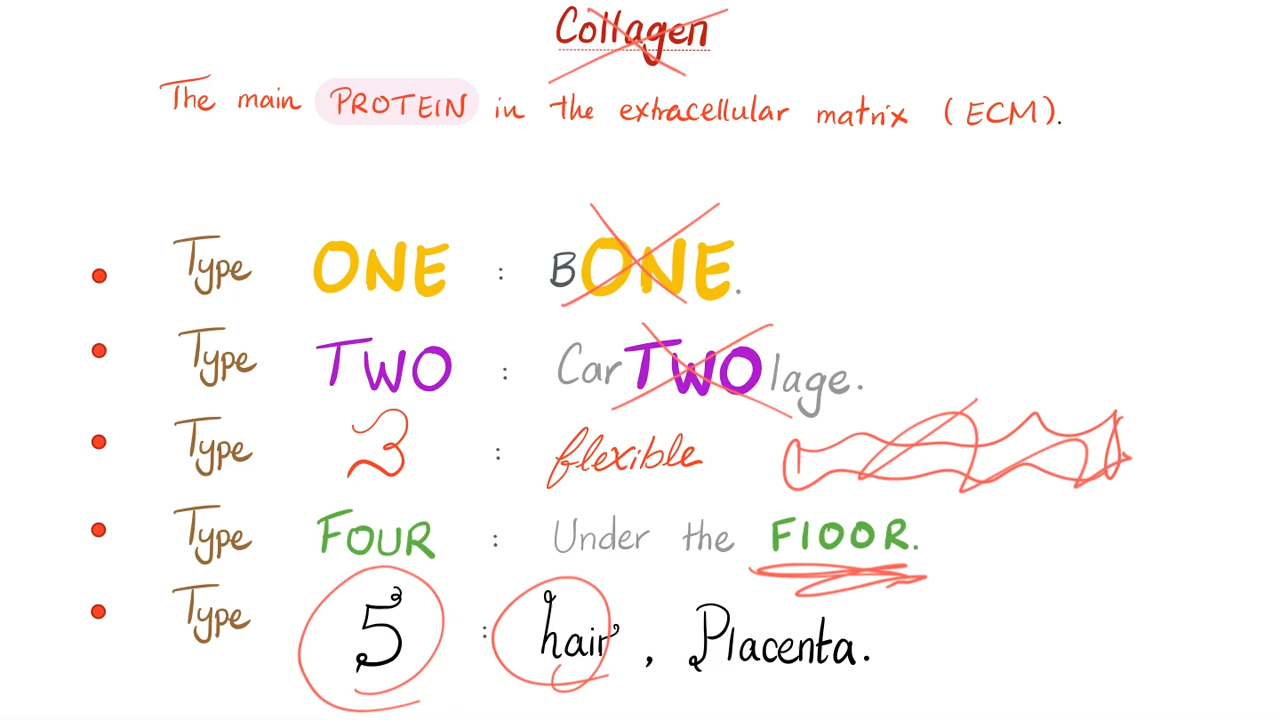 Collagen
The main PROTEIN in the extracellular matrix (ECM).
• Type ONE : BONE.
• Type TWO : CarTWOlage.
• Type 3 : flexible
• Type FOUR : Under the FlOOR.
• Type 5 : hair, Placenta.